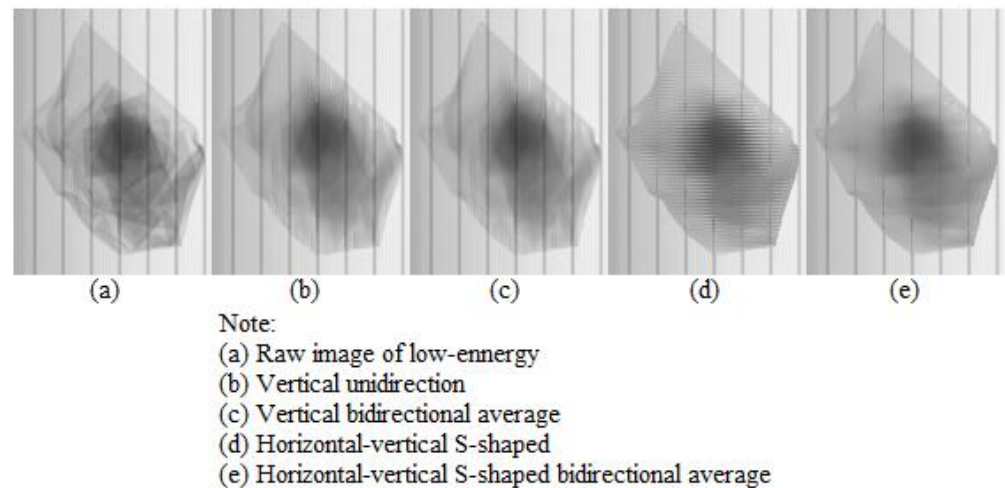 (a) (b) (c) (d) (e)
Note:
(a) Raw image of low-ennergy
(b) Vertical unidirection
(c) Vertical bidirectional average
(d) Horizontal-vertical S-shaped
(e) Horizontal-vertical S-shaped bidirectional average